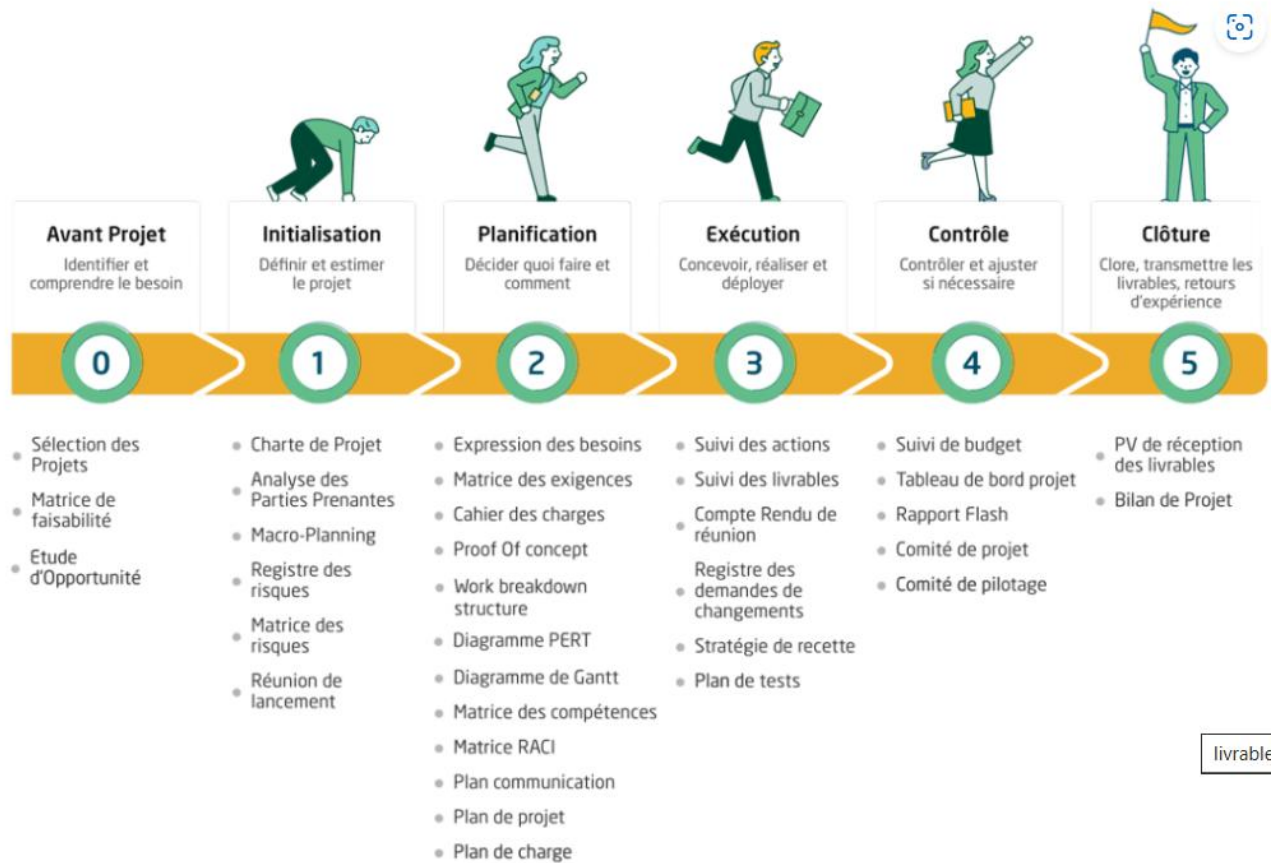 Avant Projet
Identifier et
comprendre le besoin
Initialisation
Définir et estimer
le projet
Planification
Décider quoi faire et
comment
Exécution
Concevoir, réaliser et
déployer
Contrôle
Contrôler et ajuster
si nécessaire
Clôture
Clore, transmettre les
livrables, retours
d'expérience
0
1
2
3
4
5
Sélection des
Projets
Matrice de
faisabilité
Etude
d'Opportunité
Charte de Projet
Analyse des
Parties Prenantes
Macro-Planning
Registre des
risques
Matrice des
risques
Réunion de
lancement
Expression des besoins
Matrice des exigences
Cahier des charges
Proof Of concept
Work breakdown
structure
Diagramme PERT
Diagramme de Gantt
Matrice des compétences
Matrice RACI
Plan communication
Plan de projet
Plan de charge
Suivi des actions
Suivi des livrables
Compte Rendu de
réunion
Registre des
demandes de
changements
Stratégie de recette
Plan de tests
Suivi de budget
Tableau de bord projet
Rapport Flash
Comité de projet
Comité de pilotage
PV de réception
des livrables
Bilan de Projet
livrable